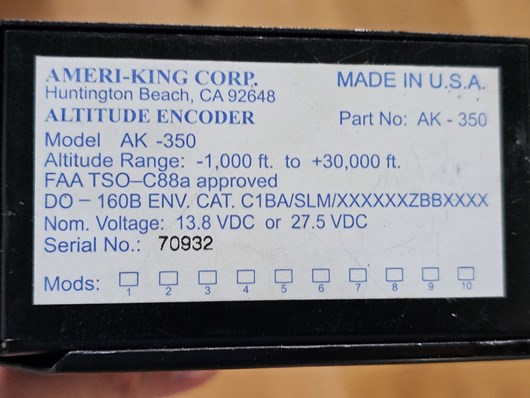 AMERI-KING CORP. MADE IN U.S.A.
Huntington Beach, CA 92648
ALTITUDE ENCODER Part No: AK - 350
Model AK -350
Altitude Range: -1,000 ft. to +30,000 ft.
FAA TSO–C88a approved
DO – 160B ENV. CAT. C1BA/SLM/XXXXXXZBBXXXX
Nom. Voltage: 13.8 VDC or 27.5 VDC
Serial No.: 70932
Mods: 1 2 3 4 5 6 7 8 9 10